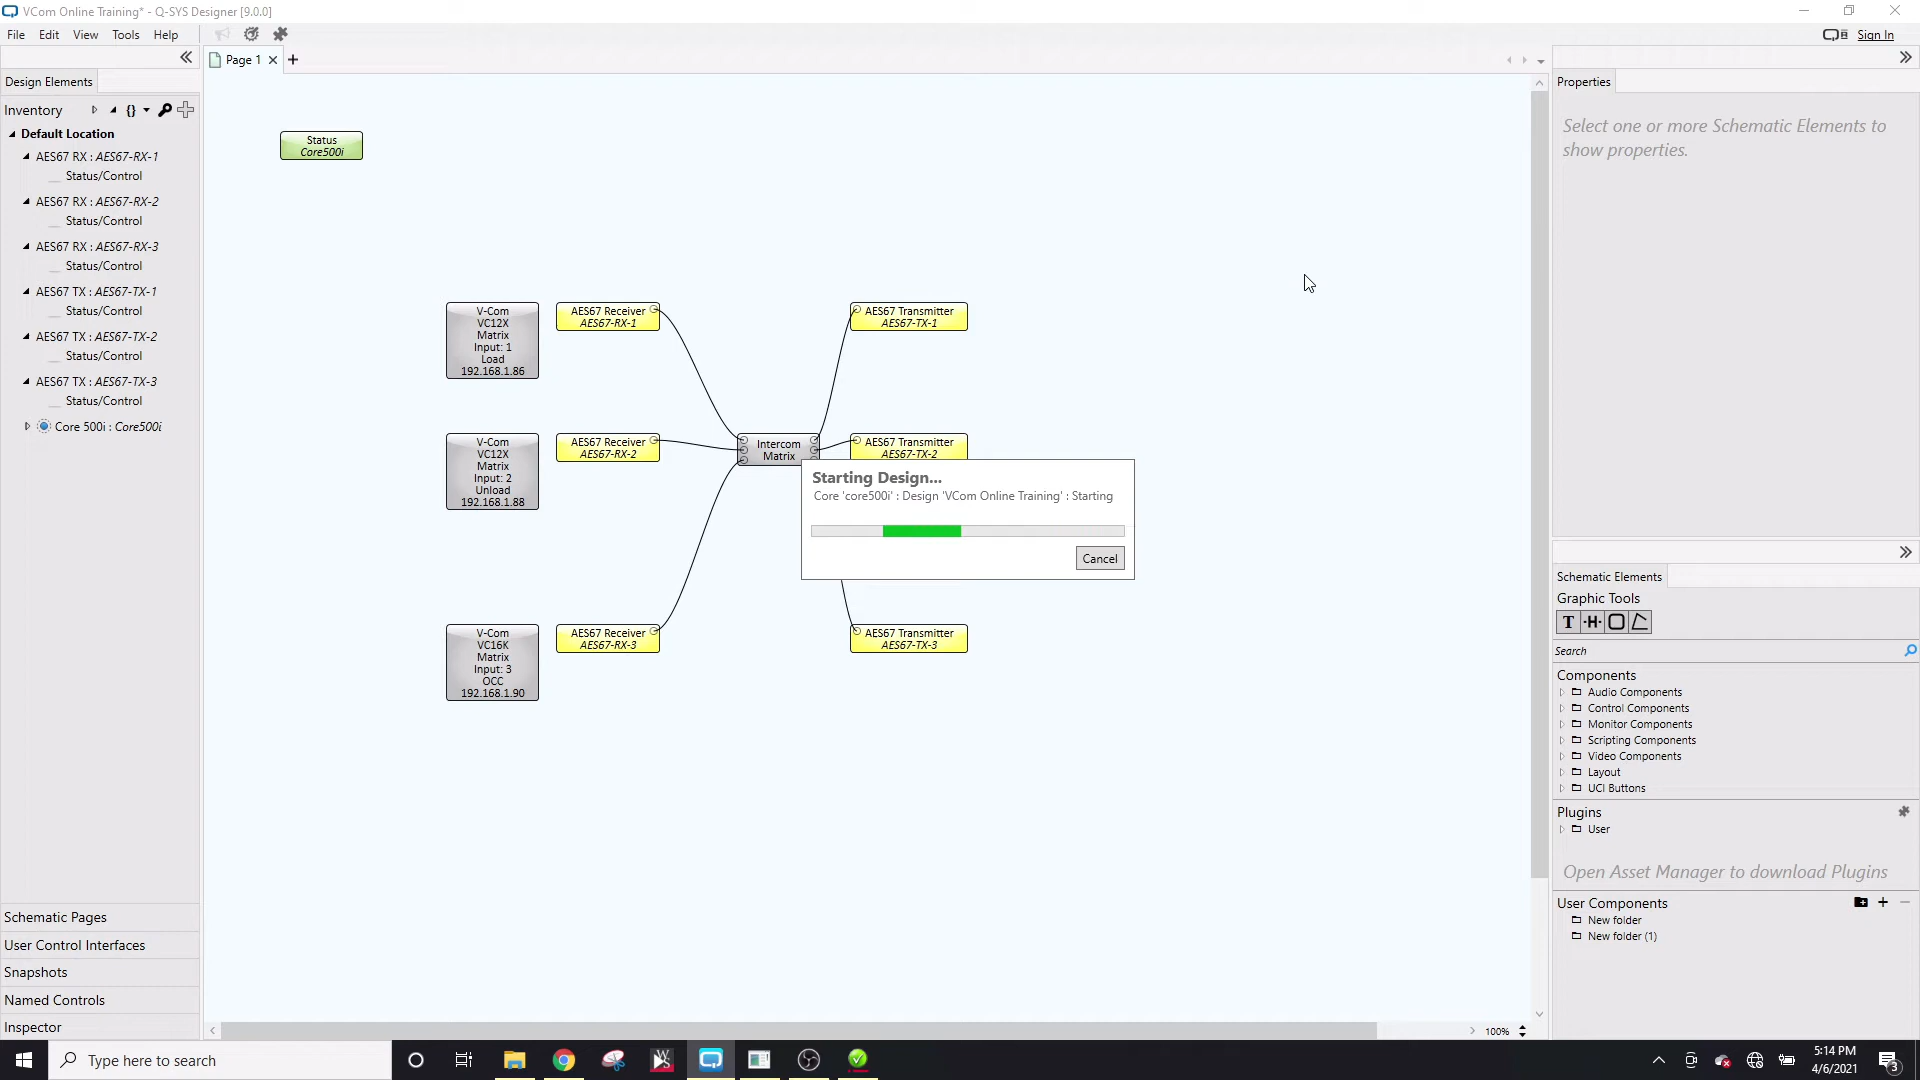 VCom Online Training* - Q-SYS Designer [9.0.0]
File Edit View Tools Help
Sign In
Page 1
Design Elements
Inventory
{}
Default Location
AES67 RX : AES67-RX-1
Status/Control
AES67 RX : AES67-RX-2
Status/Control
AES67 RX : AES67-RX-3
Status/Control
AES67 TX : AES67-TX-1
Status/Control
AES67 TX : AES67-TX-2
Status/Control
AES67 TX : AES67-TX-3
Status/Control
Core 500i : Core500i
Schematic Pages
User Control Interfaces
Snapshots
Named Controls
Inspector
Status
Core500i
V-Com
VC12X
Matrix
Input: 1
Load
192.168.1.86
AES67 Receiver
AES67-RX-1
AES67 Transmitter
AES67-TX-1
V-Com
VC12X
Matrix
Input: 2
Unload
192.168.1.88
AES67 Receiver
AES67-RX-2
Intercom
Matrix
AES67 Transmitter
AES67-TX-2
Starting Design...
Core 'core500i' : Design 'VCom Online Training' : Starting
Cancel
V-Com
VC16K
Matrix
Input: 3
OCC
192.168.1.90
AES67 Receiver
AES67-RX-3
AES67 Transmitter
AES67-TX-3
100%
Properties
Select one or more Schematic Elements to
show properties.
Schematic Elements
Graphic Tools
T H
Search
Components
Audio Components
Control Components
Monitor Components
Scripting Components
Video Components
Layout
UCI Buttons
Plugins
User
Open Asset Manager to download Plugins
User Components
New folder
New folder (1)
Type here to search
5:14 PM
4/6/2021
3